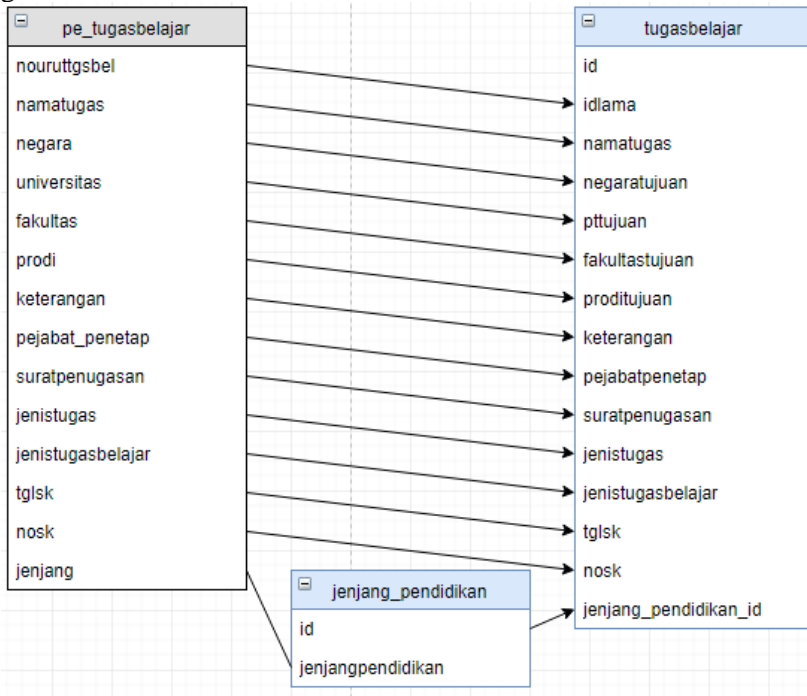 pe_tugasbelajar
nouruttgsbel
namatugas
negara
universitas
fakultas
prodi
keterangan
pejabat_penetap
suratpenugasan
jenistugas
jenistugasbelajar
tglsk
nosk
jenjang
jenjang_pendidikan
id
jenjangpendidikan
tugasbelajar
id
idlama
namatugas
negaratujuan
pttujuan
fakultastujuan
proditujuan
keterangan
pejabatpenetap
suratpenugasan
jenistugas
jenistugasbelajar
tglsk
nosk
jenjang_pendidikan_id